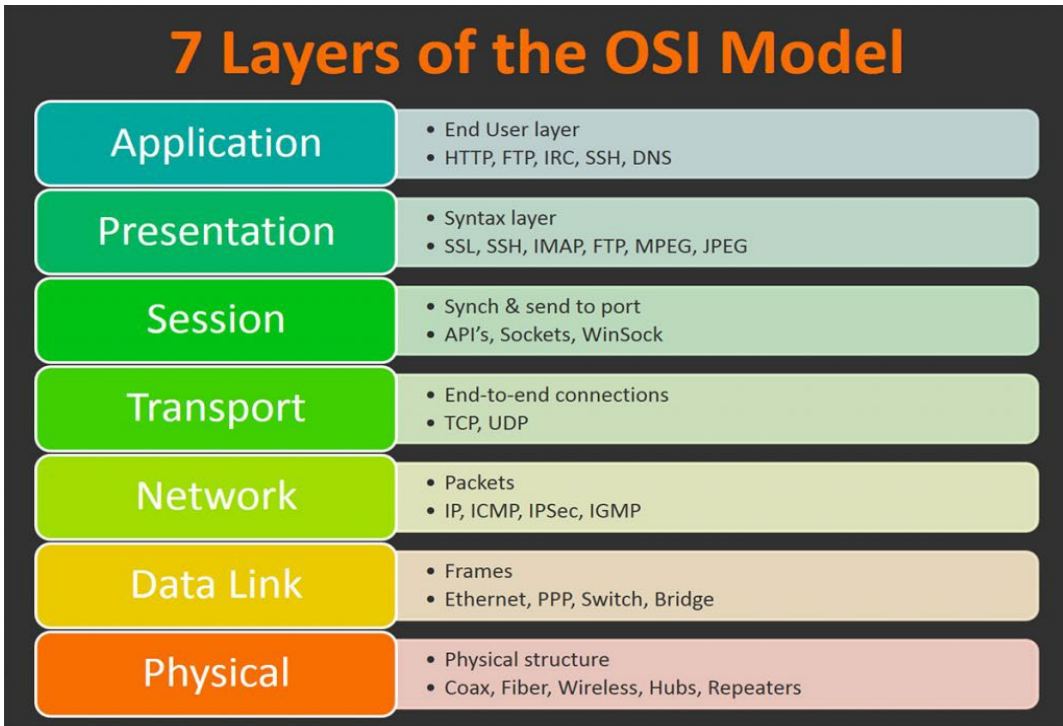 7 Layers of the OSI Model
Application
• End User layer
• HTTP, FTP, IRC, SSH, DNS
Presentation
• Syntax layer
• SSL, SSH, IMAP, FTP, MPEG, JPEG
Session
• Synch & send to port
• API’s, Sockets, WinSock
Transport
• End-to-end connections
• TCP, UDP
Network
• Packets
• IP, ICMP, IPSec, IGMP
Data Link
• Frames
• Ethernet, PPP, Switch, Bridge
Physical
• Physical structure
• Coax, Fiber, Wireless, Hubs, Repeaters